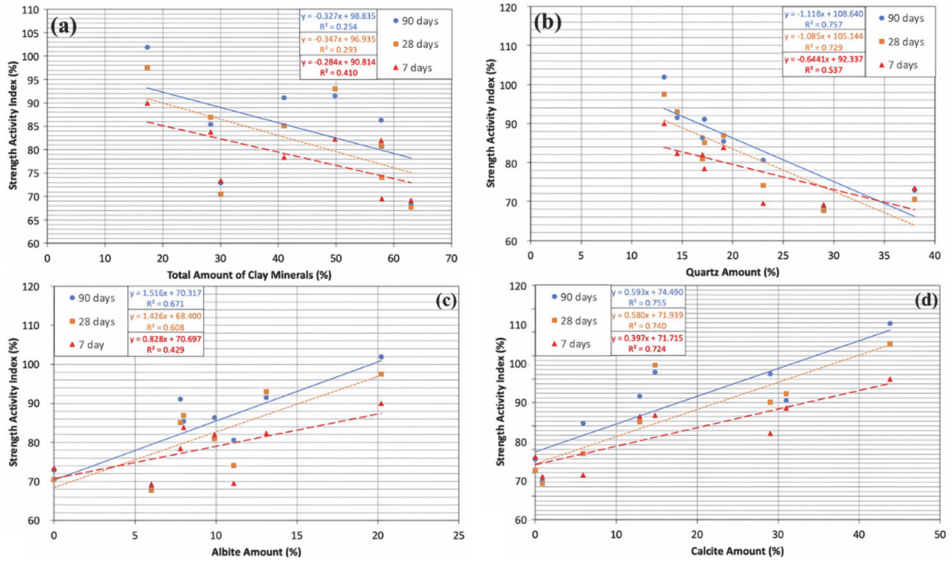 (a)
y = -0.327x + 98.835
R² = 0.254
y = -0.347x + 96.935
R² = 0.293
y = -0.284x + 90.814
R² = 0.410
90 days
28 days
7 days
Strength Activity Index (%)
110
105
100
95
90
85
80
75
70
65
60
0 10 20 30 40 50 60 70
Total Amount of Clay Minerals (%)
(b)
y = -1.118x + 108.640
R² = 0.757
y = -1.085x + 105.144
R² = 0.729
y = -0.6441x + 92.337
R² = 0.537
90 days
28 days
7 days
Strength Activity Index (%)
120
110
100
90
80
70
60
0 5 10 15 20 25 30 35 40
Quartz Amount (%)
90 days
28 days
7 day
y = 1.516x + 70.317
R² = 0.671
y = 1.426x + 68.400
R² = 0.608
y = 0.828x + 70.697
R² = 0.429
(c)
Strength Activity Index (%)
120
110
100
90
80
70
60
0 5 10 15 20 25
Albite Amount (%)
90 days
28 days
7 days
y = 0.593x + 74.490
R² = 0.755
y = 0.580x + 71.939
R² = 0.740
y = 0.397x + 71.715
R² = 0.724
(d)
Strength Activity Index (%)
120
110
100
90
80
70
60
50
0 10 20 30 40 50
Calcite Amount (%)